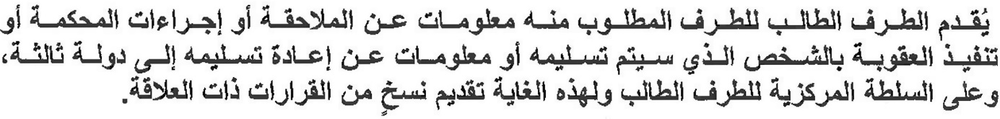 يُقدم الطرف الطالب للطرف المطلوب منه معلومات عن الملاحقة أو إجراءات المحكمة أو
تنفيذ العقوبة بالشخص الذي سيتم تسليمه أو معلومات عن إعادة تسليمه إلى دولة ثالثة،
وعلى السلطة المركزية للطرف الطالب ولهذه الغاية تقديم نسخٍ من القرارات ذات العلاقة.